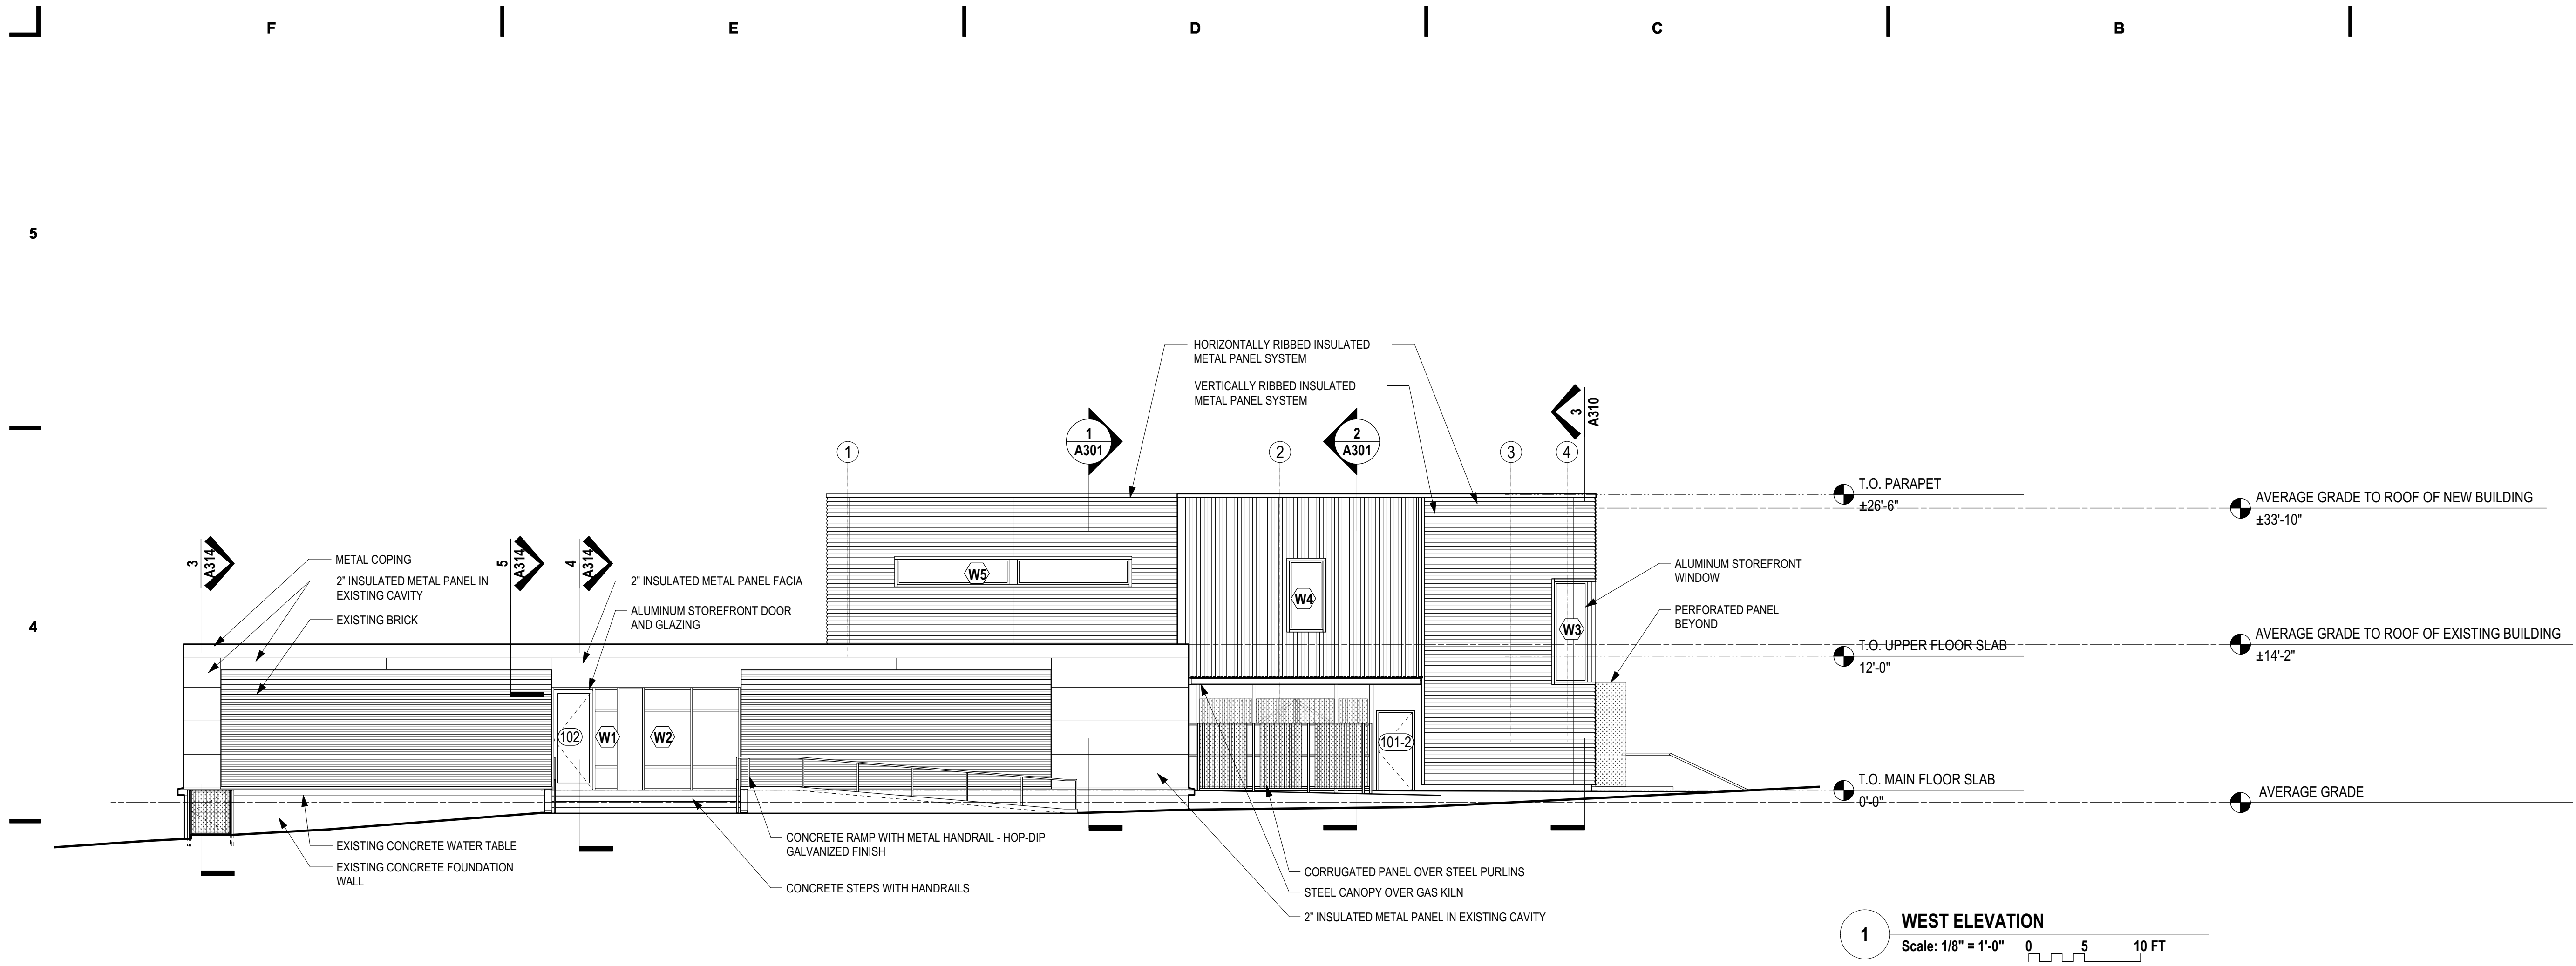 F
E
D
C
B
5
4
HORIZONTALLY RIBBED INSULATED
METAL PANEL SYSTEM
VERTICALLY RIBBED INSULATED
METAL PANEL SYSTEM
3
A310
1
1
A301
2
2
A301
3
4
T.O. PARAPET
±26'-6"
AVERAGE GRADE TO ROOF OF NEW BUILDING
±33'-10"
3
A314
5
A314
4
A314
METAL COPING
2" INSULATED METAL PANEL IN
EXISTING CAVITY
EXISTING BRICK
2" INSULATED METAL PANEL FACIA
ALUMINUM STOREFRONT DOOR
AND GLAZING
W5
W4
W3
ALUMINUM STOREFRONT
WINDOW
PERFORATED PANEL
BEYOND
T.O. UPPER FLOOR SLAB
12'-0"
AVERAGE GRADE TO ROOF OF EXISTING BUILDING
±14'-2"
102
W1
W2
101-2
T.O. MAIN FLOOR SLAB
0'-0"
AVERAGE GRADE
EXISTING CONCRETE WATER TABLE
EXISTING CONCRETE FOUNDATION
WALL
CONCRETE RAMP WITH METAL HANDRAIL - HOP-DIP
GALVANIZED FINISH
CONCRETE STEPS WITH HANDRAILS
CORRUGATED PANEL OVER STEEL PURLINS
STEEL CANOPY OVER GAS KILN
2" INSULATED METAL PANEL IN EXISTING CAVITY
1
WEST ELEVATION
Scale: 1/8" = 1'-0"
0 5 10 FT